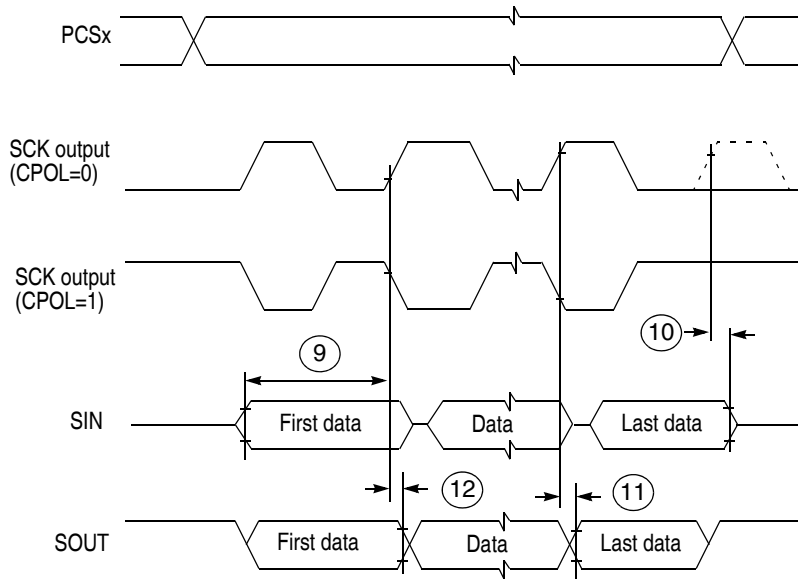 PCSx
SCK output
(CPOL=0)
SCK output
(CPOL=1)
10
9
SIN
First data
Data
Last data
12
11
SOUT
First data
Data
Last data